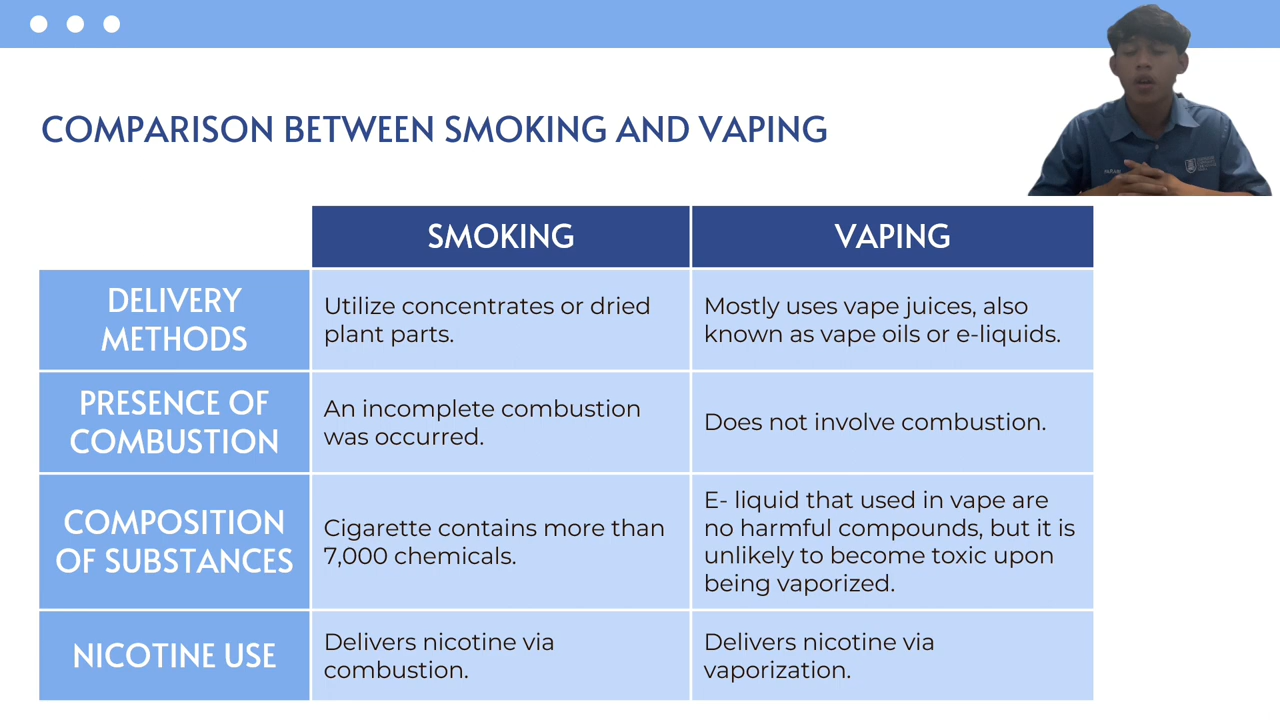 COMPARISON BETWEEN SMOKING AND VAPING
SMOKING
VAPING
DELIVERY
METHODS
Utilize concentrates or dried
plant parts.
Mostly uses vape juices, also
known as vape oils or e-liquids.
PRESENCE OF
COMBUSTION
An incomplete combustion
was occurred.
Does not involve combustion.
COMPOSITION
OF SUBSTANCES
Cigarette contains more than
7,000 chemicals.
E- liquid that used in vape are
no harmful compounds, but it is
unlikely to become toxic upon
being vaporized.
NICOTINE USE
Delivers nicotine via
combustion.
Delivers nicotine via
vaporization.